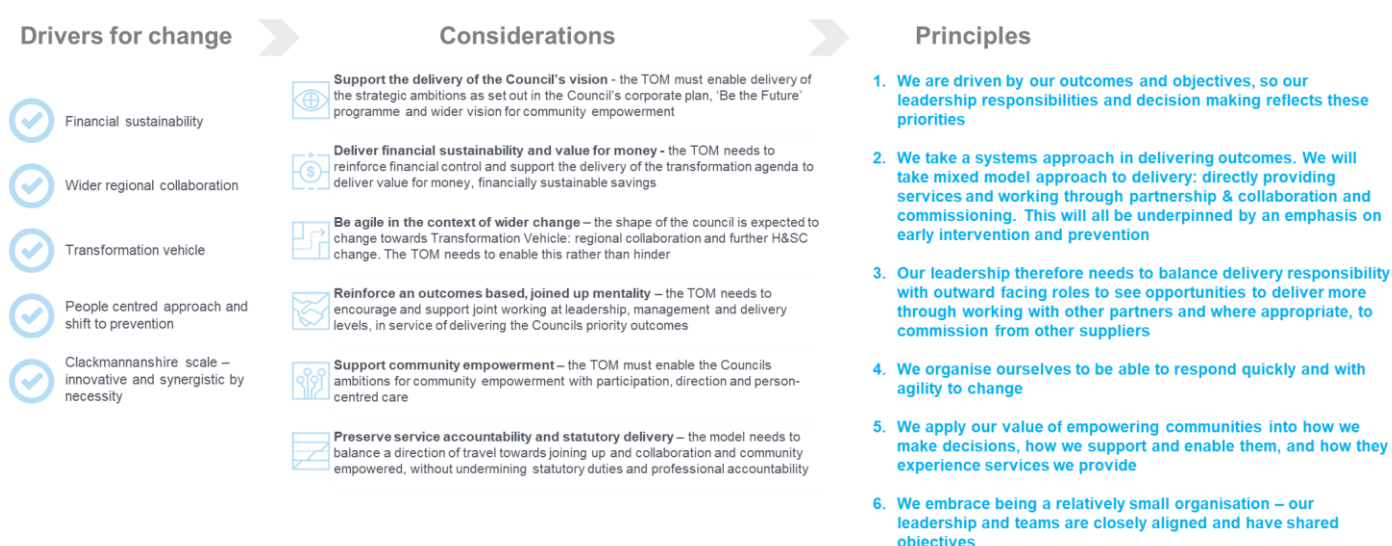 Drivers for change
Financial sustainability
Wider regional collaboration
Transformation vehicle
People centred approach and
shift to prevention
Clackmannanshire scale –
innovative and synergistic by
necessity
Considerations
Support the delivery of the Council's vision - the TOM must enable delivery of
the strategic ambitions as set out in the Council's corporate plan, 'Be the Future'
programme and wider vision for community empowerment
Deliver financial sustainability and value for money - the TOM needs to
reinforce financial control and support the delivery of the transformation agenda to
deliver value for money, financially sustainable savings
Be agile in the context of wider change – the shape of the council is expected to
change towards Transformation Vehicle: regional collaboration and further H&SC
change. The TOM needs to enable this rather than hinder
Reinforce an outcomes based, joined up mentality – the TOM needs to
encourage and support joint working at leadership, management and delivery
levels, in service of delivering the Councils priority outcomes
Support community empowerment – the TOM must enable the Councils
ambitions for community empowerment with participation, direction and person-
centred care
Preserve service accountability and statutory delivery – the model needs to
balance a direction of travel towards joining up and collaboration and community
empowered, without undermining statutory duties and professional accountability
Principles
1. We are driven by our outcomes and objectives, so our
leadership responsibilities and decision making reflects these
priorities
2. We take a systems approach in delivering outcomes. We will
take mixed model approach to delivery: directly providing
services and working through partnership & collaboration and
commissioning. This will all be underpinned by an emphasis on
early intervention and prevention
3. Our leadership therefore needs to balance delivery responsibility
with outward facing roles to see opportunities to deliver more
through working with other partners and where appropriate, to
commission from other suppliers
4. We organise ourselves to be able to respond quickly and with
agility to change
5. We apply our value of empowering communities into how we
make decisions, how we support and enable them, and how they
experience services we provide
6. We embrace being a relatively small organisation – our
leadership and teams are closely aligned and have shared
objectives